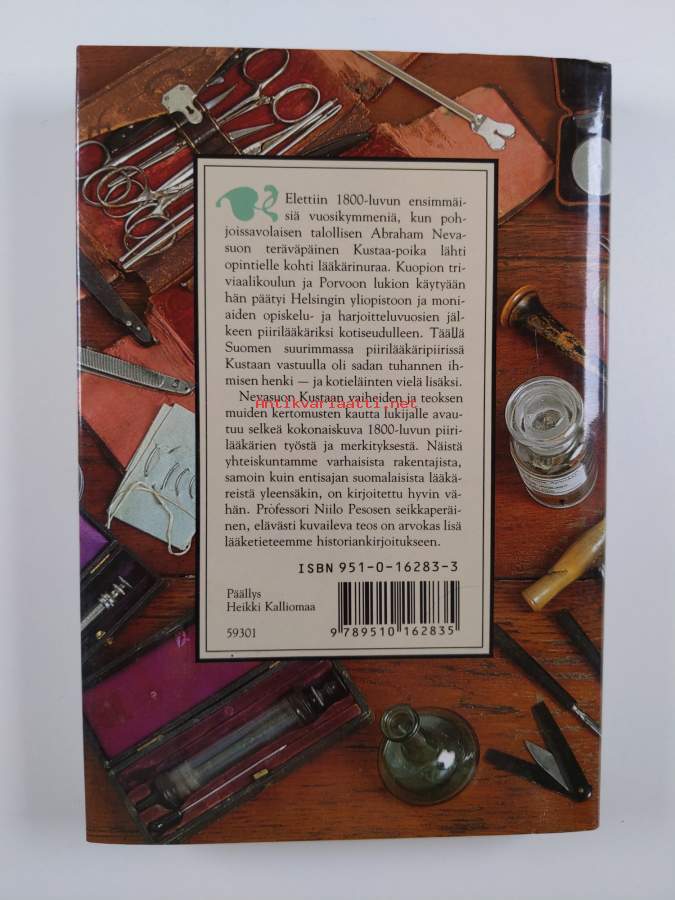 Elettiin 1800-luvun ensimmäi-
siä vuosikymmeniä, kun poh-
joissavolaisen talollisen Abraham Neva-
suon teräväpäinen Kustaa-poika lähti
opintielle kohti lääkärinuraa. Kuopion tri-
viaalikoulun ja Porvoon lukion käytyään
hän päätyi Helsingin yliopistoon ja moni-
aiden opiskelu- ja harjoitteluvuosien jäl-
keen piirilääkäriksi kotiseudulleen. Täällä
Suomen suurimmassa piirilääkäripiirissä
Kustaan vastuulla oli sadan tuhannen ih-
misen henki — ja kotieläinten vielä lisäksi.
Nevasuon Kustaan vaiheiden ja teoksen
antikvariaatti.net
muiden kertomusten kautta lukijalle avau-
tuu selkeä kokonaiskuva 1800-luvun piiri-
lääkärien työstä ja merkityksestä. Näistä
yhteiskuntamme varhaisista rakentajista,
samoin kuin entisajan suomalaisista lääkä-
reistä yleensäkin, on kirjoitettu hyvin vä-
hän. Professori Niilo Pesosen seikkaperäi-
nen, elävästi kuvaileva teos on arvokas lisä
lääketieteemme historiankirjoitukseen.
ISBN 951-0-16283-3
Päällys
Heikki Kalliomaa
59301
9 789510 162835